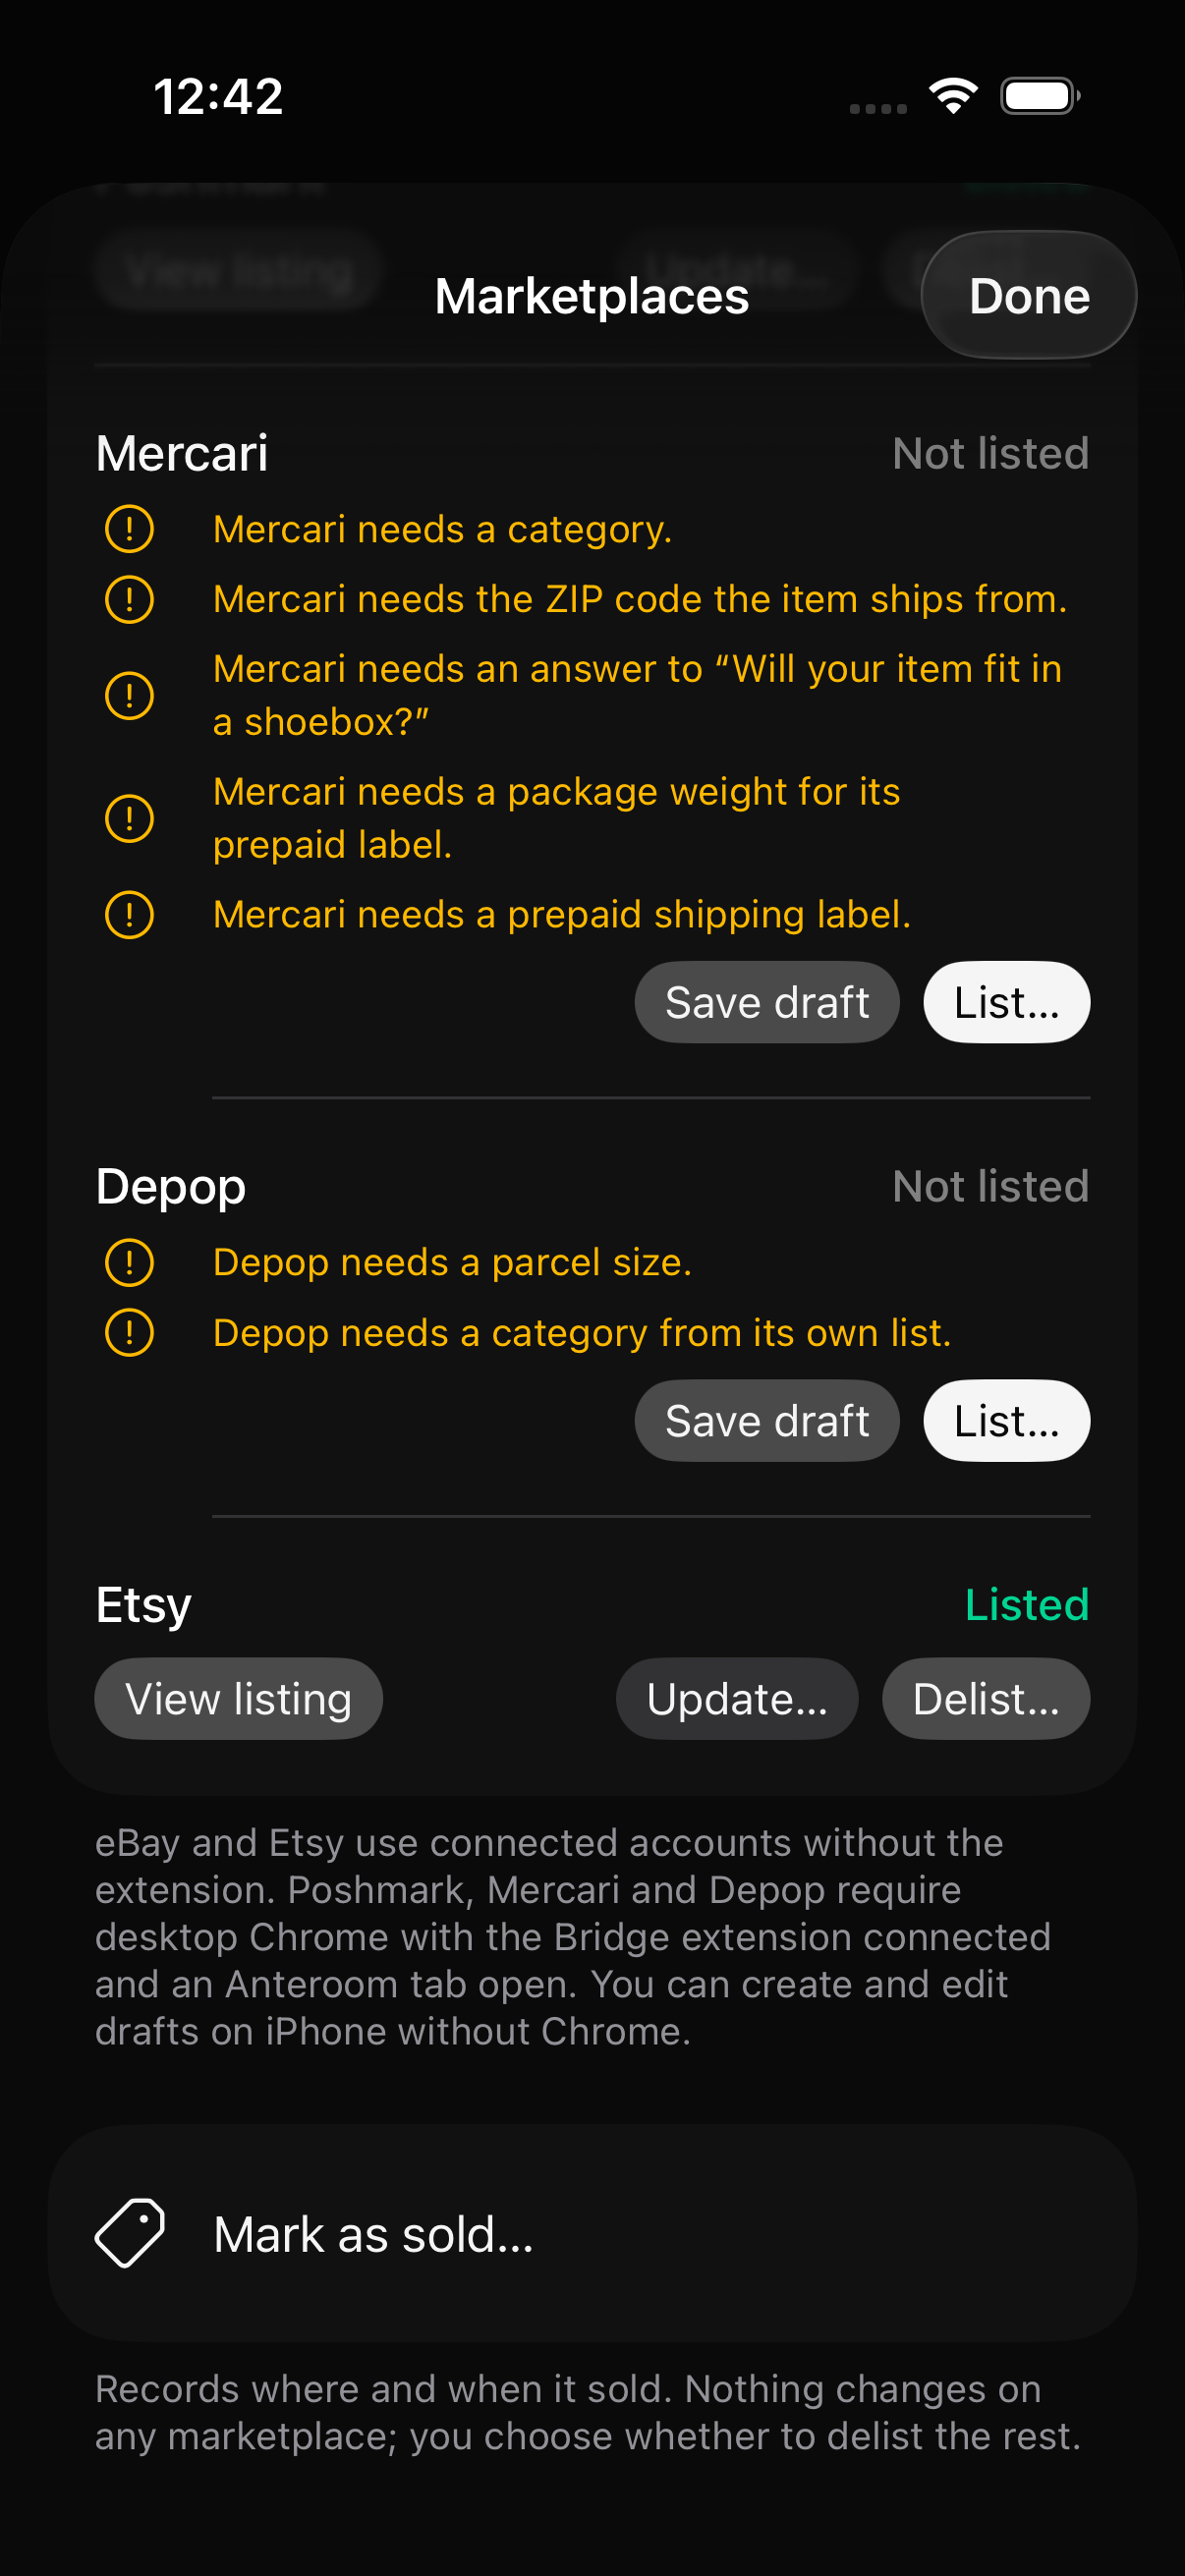 12:42
View listing
Update...
Marketplaces
Done
Mercari
Not listed
Mercari needs a category.
Mercari needs the ZIP code the item ships from.
Mercari needs an answer to “Will your item fit in
a shoebox?”
Mercari needs a package weight for its
prepaid label.
Mercari needs a prepaid shipping label.
Save draft
List...
Depop
Not listed
Depop needs a parcel size.
Depop needs a category from its own list.
Save draft
List...
Etsy
Listed
View listing
Update...
Delist...
eBay and Etsy use connected accounts without the
extension. Poshmark, Mercari and Depop require
desktop Chrome with the Bridge extension connected
and an Anteroom tab open. You can create and edit
drafts on iPhone without Chrome.
Mark as sold...
Records where and when it sold. Nothing changes on
any marketplace; you choose whether to delist the rest.